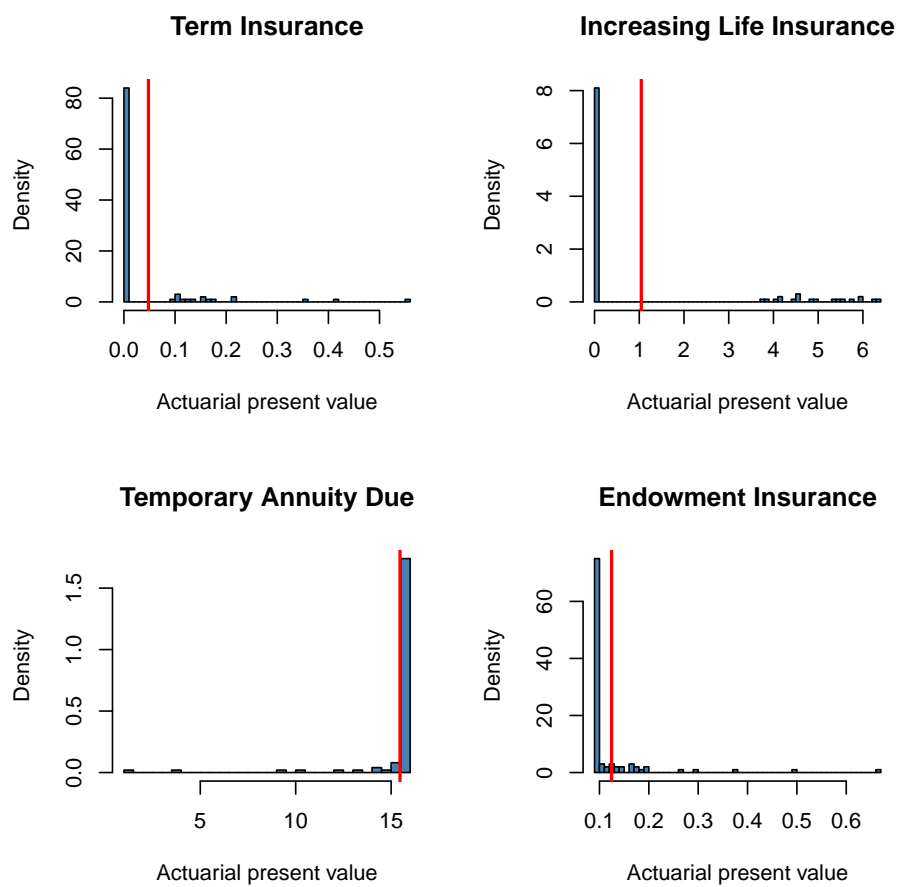 Term Insurance
Density
0 20 40 60 80
0.0 0.1 0.2 0.3 0.4 0.5
Actuarial present value
Increasing Life Insurance
Density
0 2 4 6 8
0 1 2 3 4 5 6
Actuarial present value
Temporary Annuity Due
Density
0.0 0.5 1.0 1.5
5 10 15
Actuarial present value
Endowment Insurance
Density
0 20 40 60
0.1 0.2 0.3 0.4 0.5 0.6
Actuarial present value